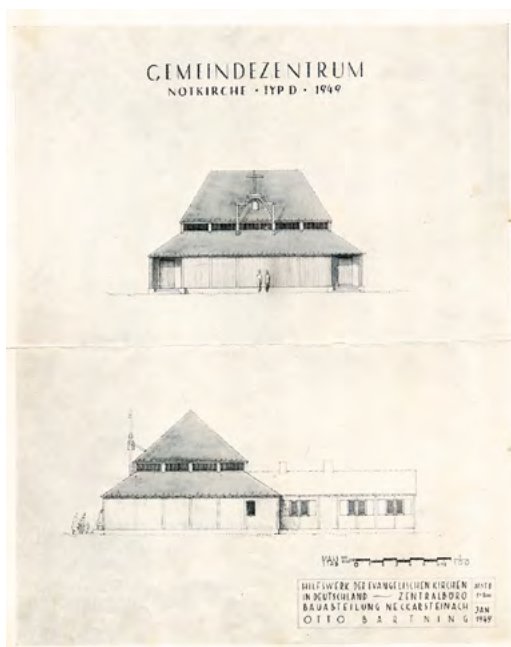 GEMEINDEZENTRUM
NOTKIRCHE · TYP D · 1949
HILFSWERK DER EVANGELISCHEN KIRCHEN
IN DEUTSCHLAND — ZENTRALBÜRO
BAUABTEILUNG NECKARSTEINACH
JAN
OTTO BARTNING
1949